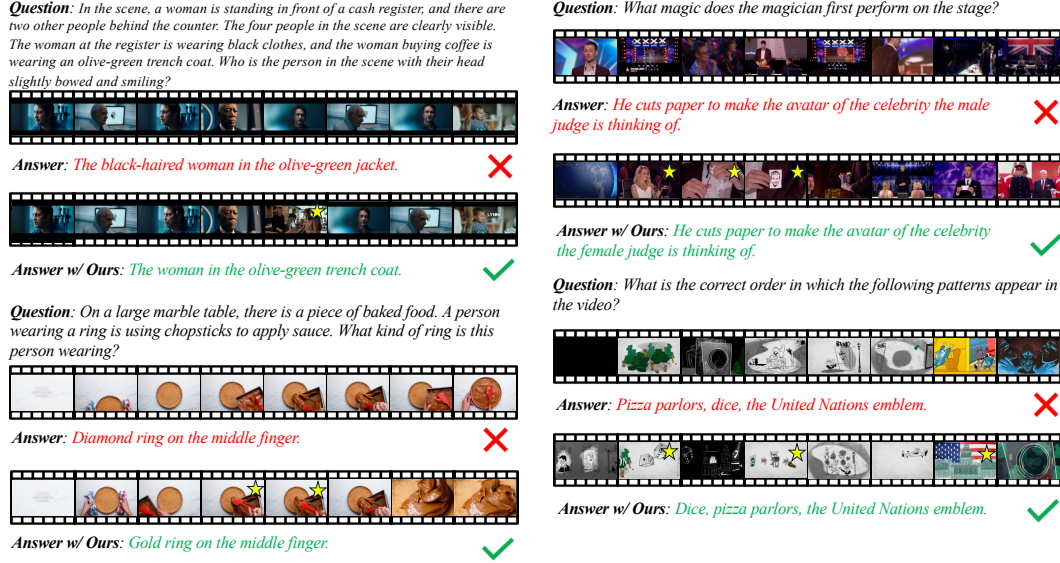 Question: In the scene, a woman is standing in front of a cash register, and there are
two other people behind the counter. The four people in the scene are clearly visible.
The woman at the register is wearing black clothes, and the woman buying coffee is
wearing an olive-green trench coat. Who is the person in the scene with their head
slightly bowed and smiling?
Answer: The black-haired woman in the olive-green jacket.
Answer w/ Ours: The woman in the olive-green trench coat.
Question: On a large marble table, there is a piece of baked food. A person
wearing a ring is using chopsticks to apply sauce. What kind of ring is this
person wearing?
Answer: Diamond ring on the middle finger.
Answer w/ Ours: Gold ring on the middle finger.
Question: What magic does the magician first perform on the stage?
Answer: He cuts paper to make the avatar of the celebrity the male
judge is thinking of.
Answer w/ Ours: He cuts paper to make the avatar of the celebrity
the female judge is thinking of.
Question: What is the correct order in which the following patterns appear in
the video?
Answer: Pizza parlors, dice, the United Nations emblem.
Answer w/ Ours: Dice, pizza parlors, the United Nations emblem.